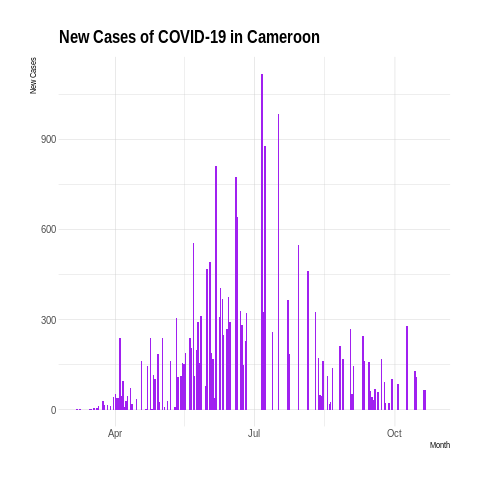 New Cases of COVID-19 in Cameroon
New Cases
900
600
300
0
Apr
Jul
Oct
Month